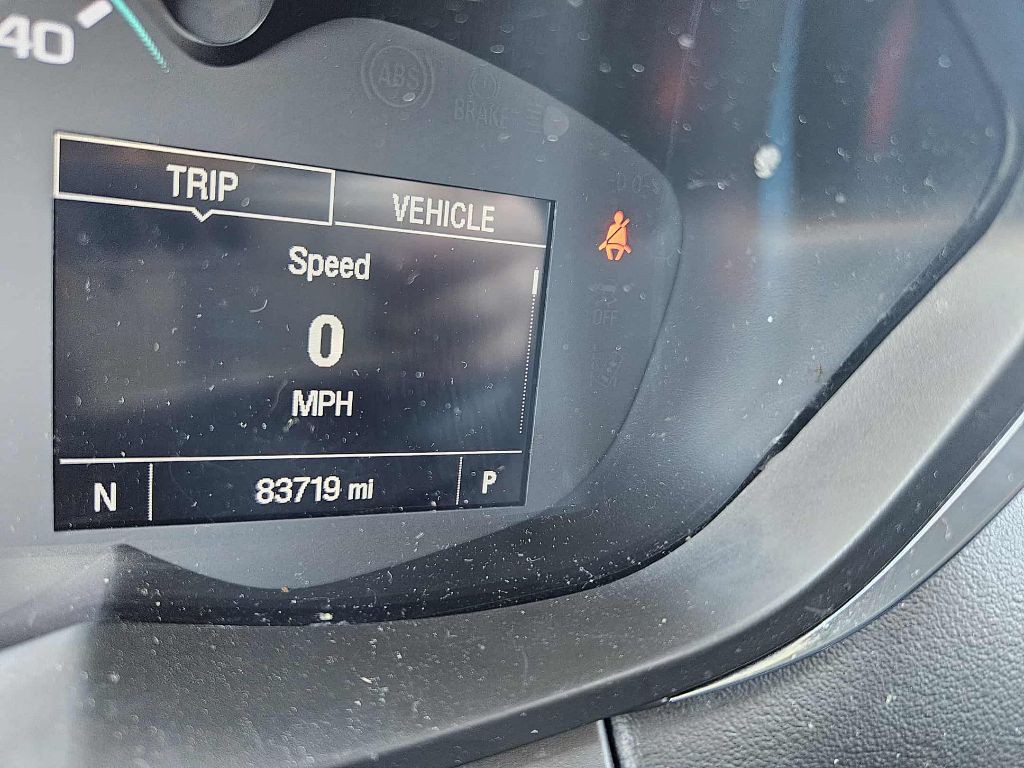 40
ABS
BRAKE
TRIP
VEHICLE
Speed
0
MPH
OFF
N
83719 mi
P